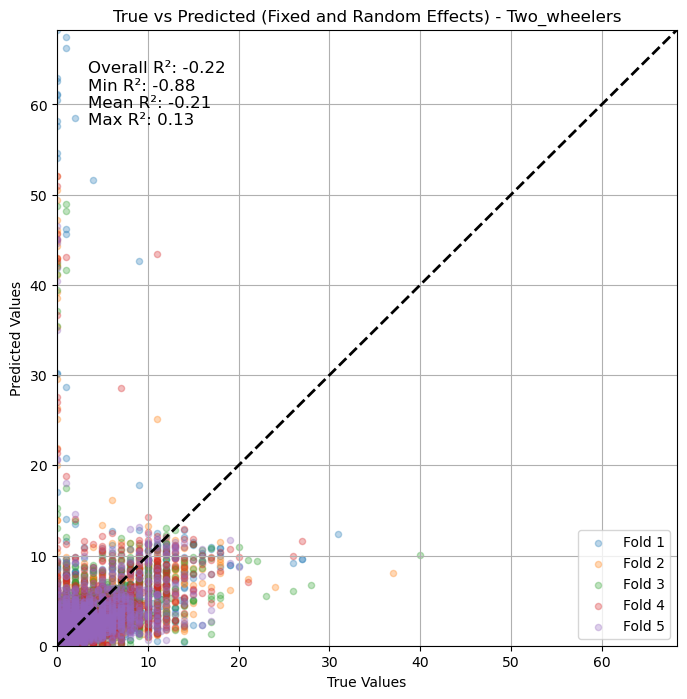 True vs Predicted (Fixed and Random Effects) - Two_wheelers
Overall R²: -0.22
Min R²: -0.88
Mean R²: -0.21
Max R²: 0.13
Predicted Values
60
50
40
30
20
10
0
0 10 20 30 40 50 60
True Values
Fold 1
Fold 2
Fold 3
Fold 4
Fold 5